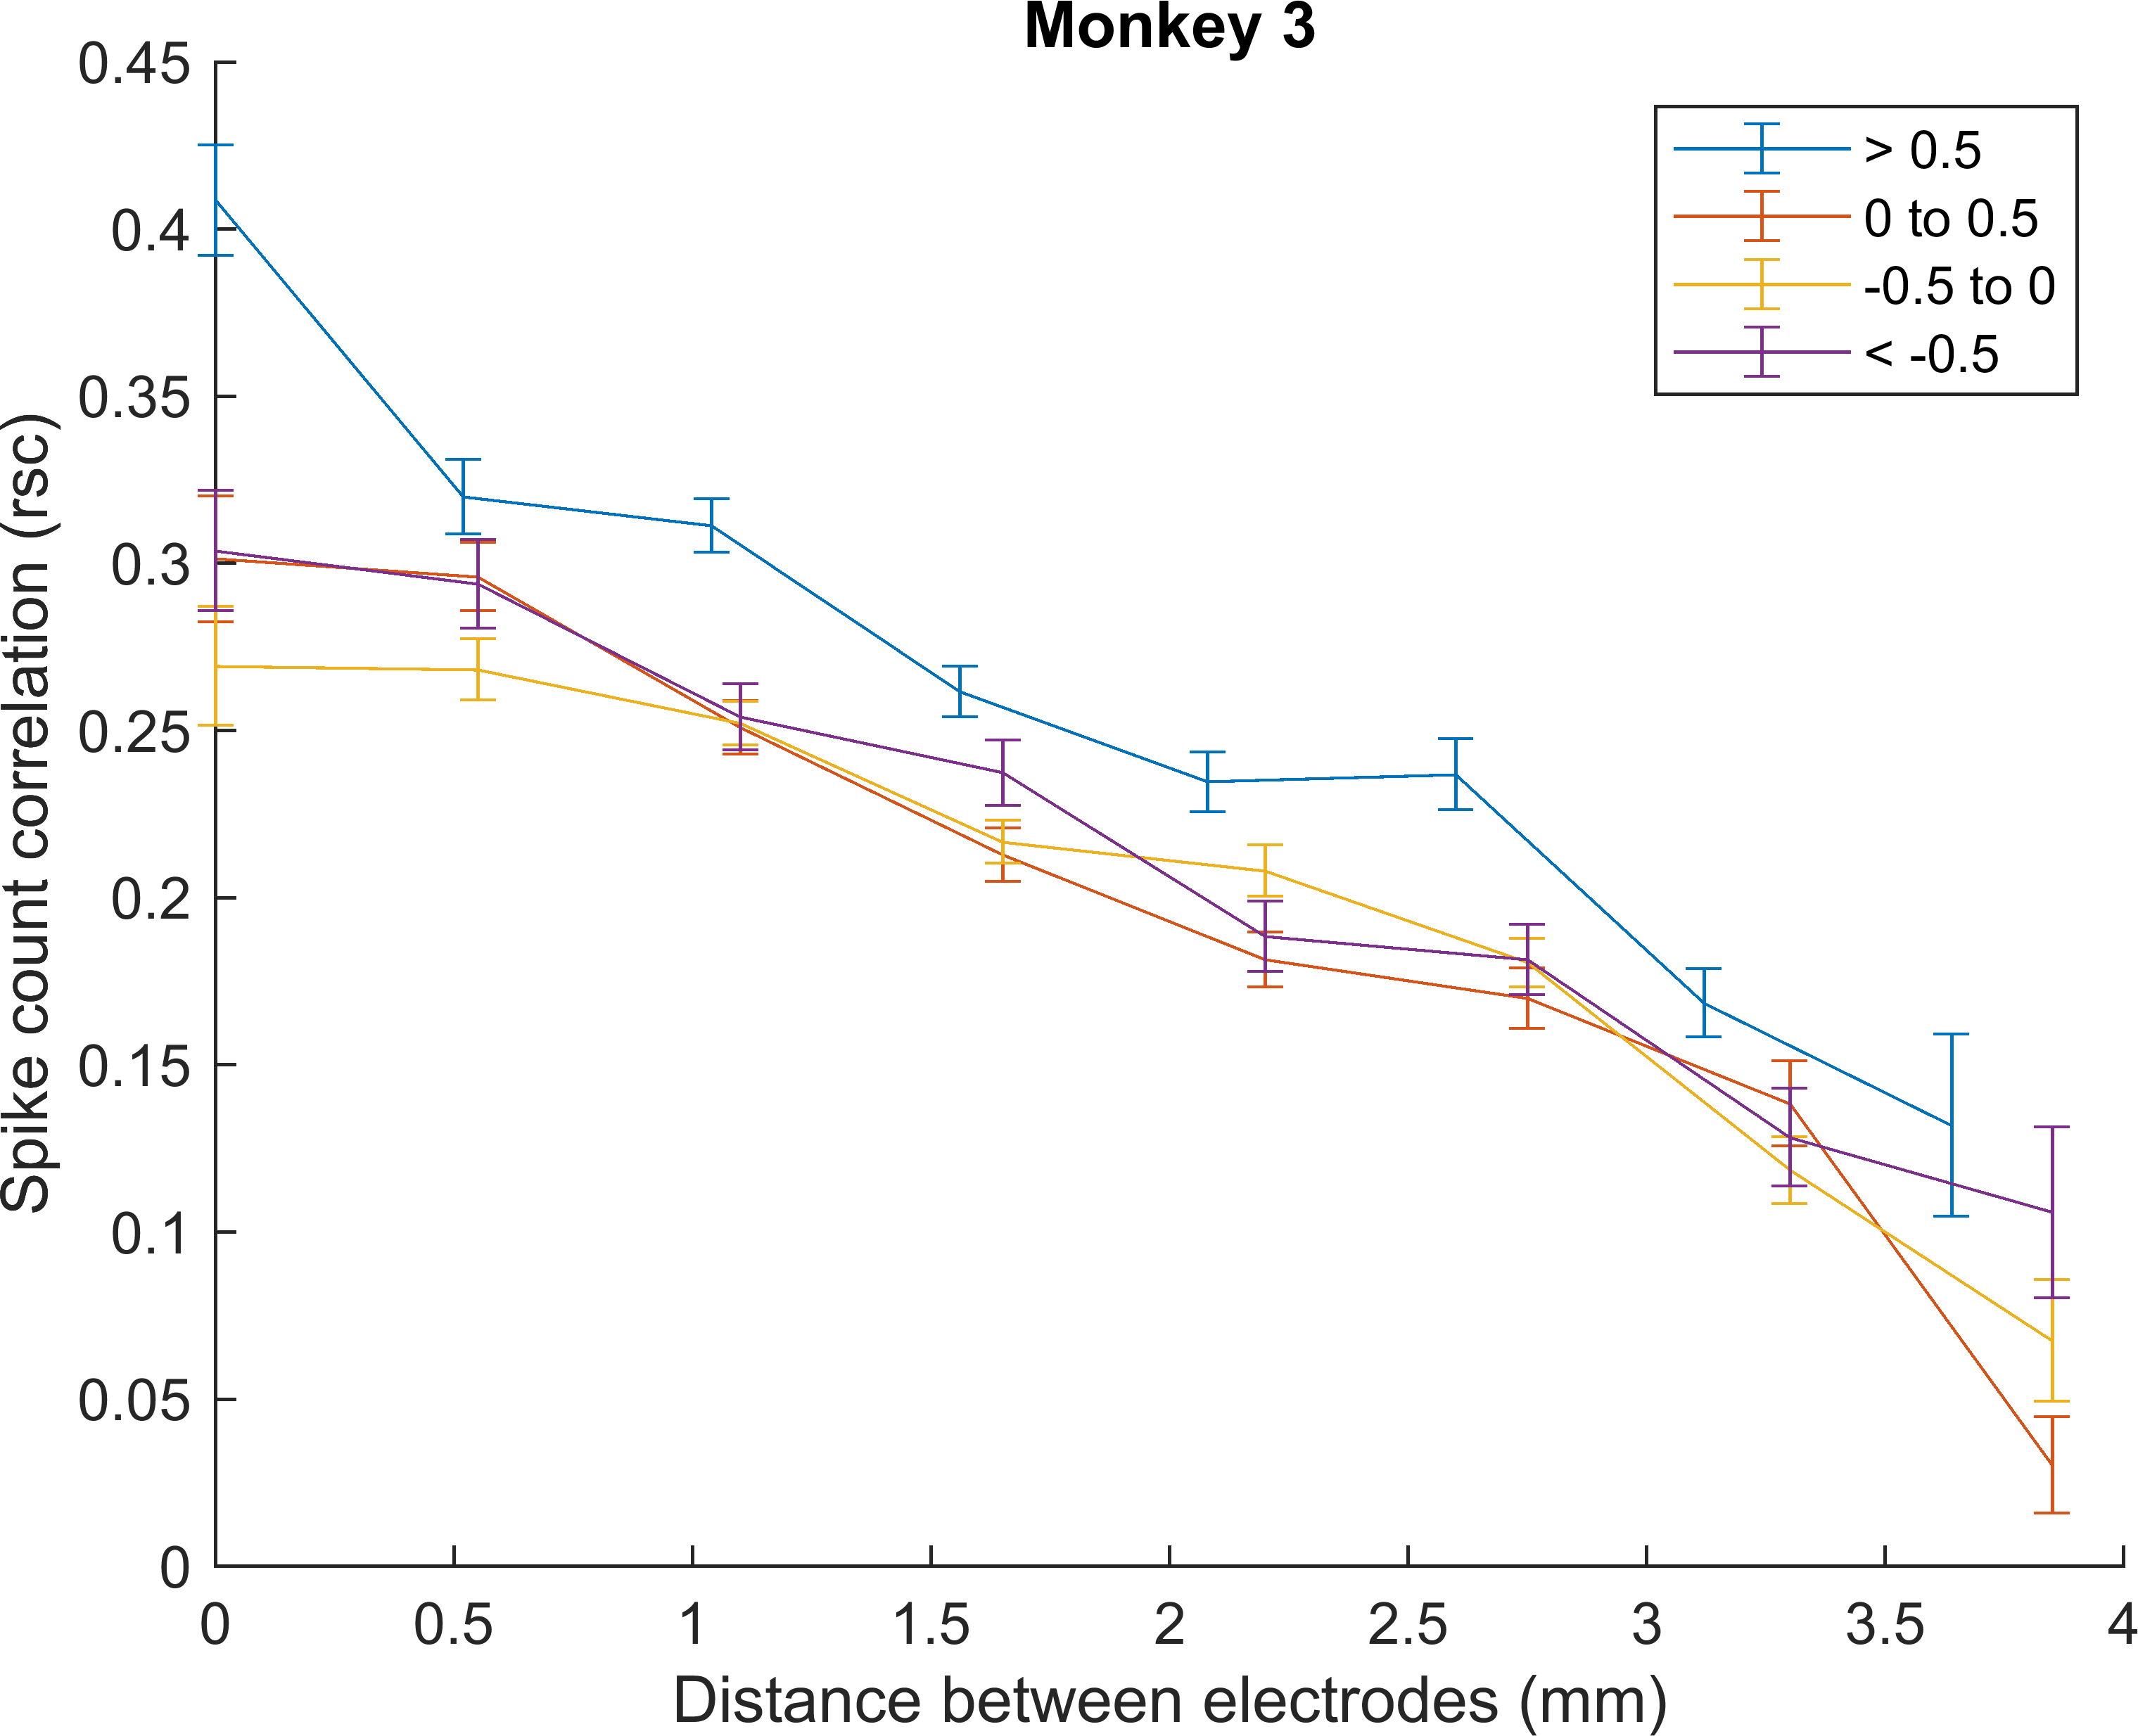 Monkey 3
0.45
0.4
0.35
0.3
0.25
0.2
0.15
0.1
0.05
0
Spike count correlation (rsc)
> 0.5
0 to 0.5
-0.5 to 0
< -0.5
0 0.5 1 1.5 2 2.5 3 3.5 4
Distance between electrodes (mm)